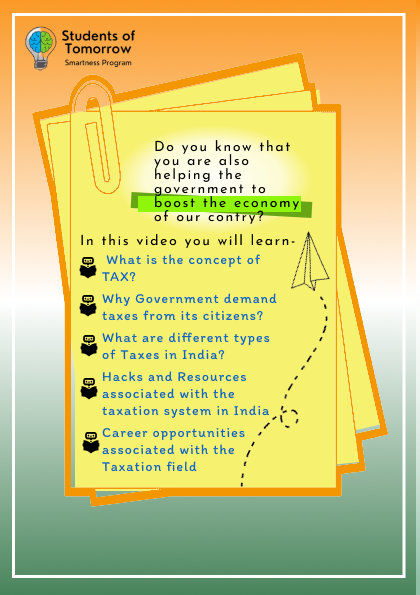 Students of
Tomorrow
Smartness Program
Do you know that
you are also
helping the
government to
boost the economy
of our contry?
In this video you will learn-
What is the concept of
TAX?
Why Government demand
taxes from its citizens?
What are different types
of Taxes in India?
Hacks and Resources
associated with the
taxation system in India
Career opportunities
associated with the
Taxation field